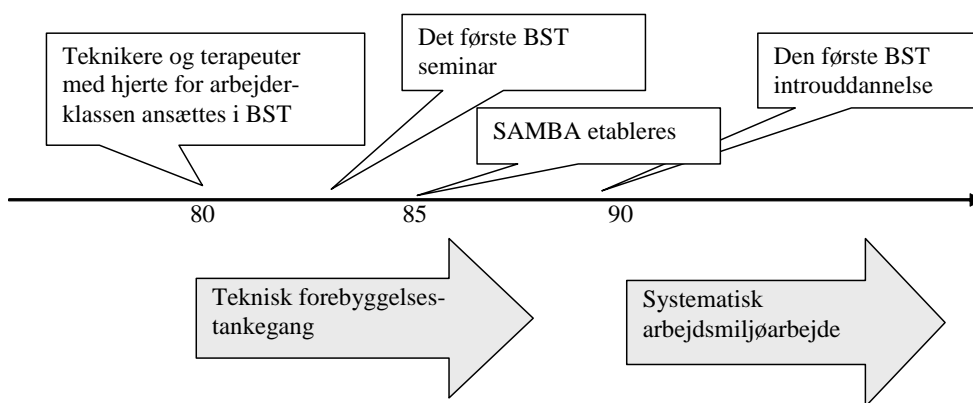 Teknikere og terapeuter
med hjerte for arbejder-
klassen ansættes i BST
Det første BST
seminar
SAMBA etableres
Den første BST
introuddannelse
80
85
90
Teknisk forebyggelses-
tankegang
Systematisk
arbejdsmiljøarbejde